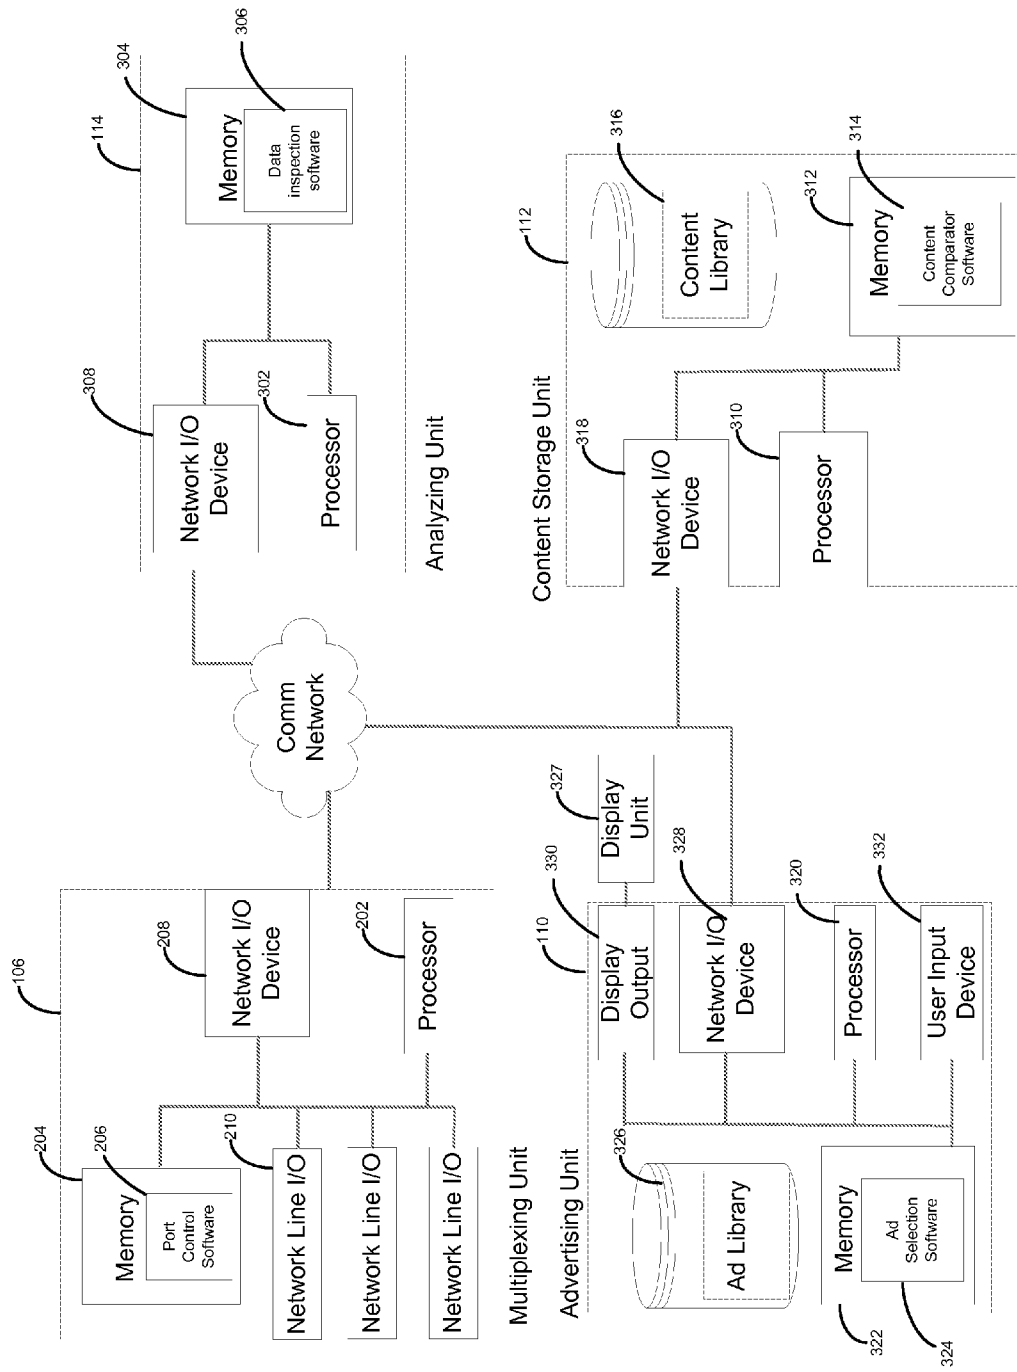 106
204
206
Memory
Port
Control
Software
210
Network Line I/O
Network Line I/O
Network Line I/O
208
Network I/O
Device
202
Processor
Multiplexing Unit
Comm
Network
114
308
Network I/O
Device
302
Processor
304
306
Memory
Data
inspection
software
Analyzing Unit
Advertising Unit
110
326
Ad Library
Memory
Ad
Selection
Software
322
324
330
Display
Output
327
Display
Unit
328
Network I/O
Device
320
Processor
332
User Input
Device
Content Storage Unit
112
318
Network I/O
Device
310
Processor
316
Content
Library
312
314
Memory
Content
Comparator
Software